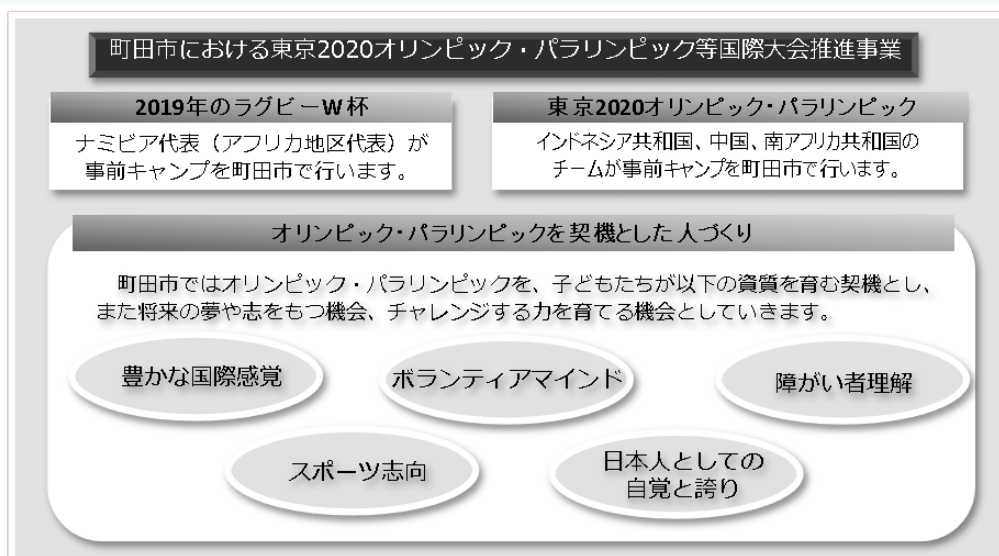 町田市における東京2020オリンピック・パラリンピック等国際大会推進事業
2019年のラグビーW杯
ナミビア代表（アフリカ地区代表）が
事前キャンプを町田市で行います。
東京2020オリンピック・パラリンピック
インドネシア共和国、中国、南アフリカ共和国の
チームが事前キャンプを町田市で行います。
オリンピック・パラリンピックを契機とした人づくり
町田市ではオリンピック・パラリンピックを、子どもたちが以下の資質を育む契機とし、
また将来の夢や志をもつ機会、チャレンジする力を育てる機会としていきます。
豊かな国際感覚
ボランティアマインド
障がい者理解
スポーツ志向
日本人としての
自覚と誇り